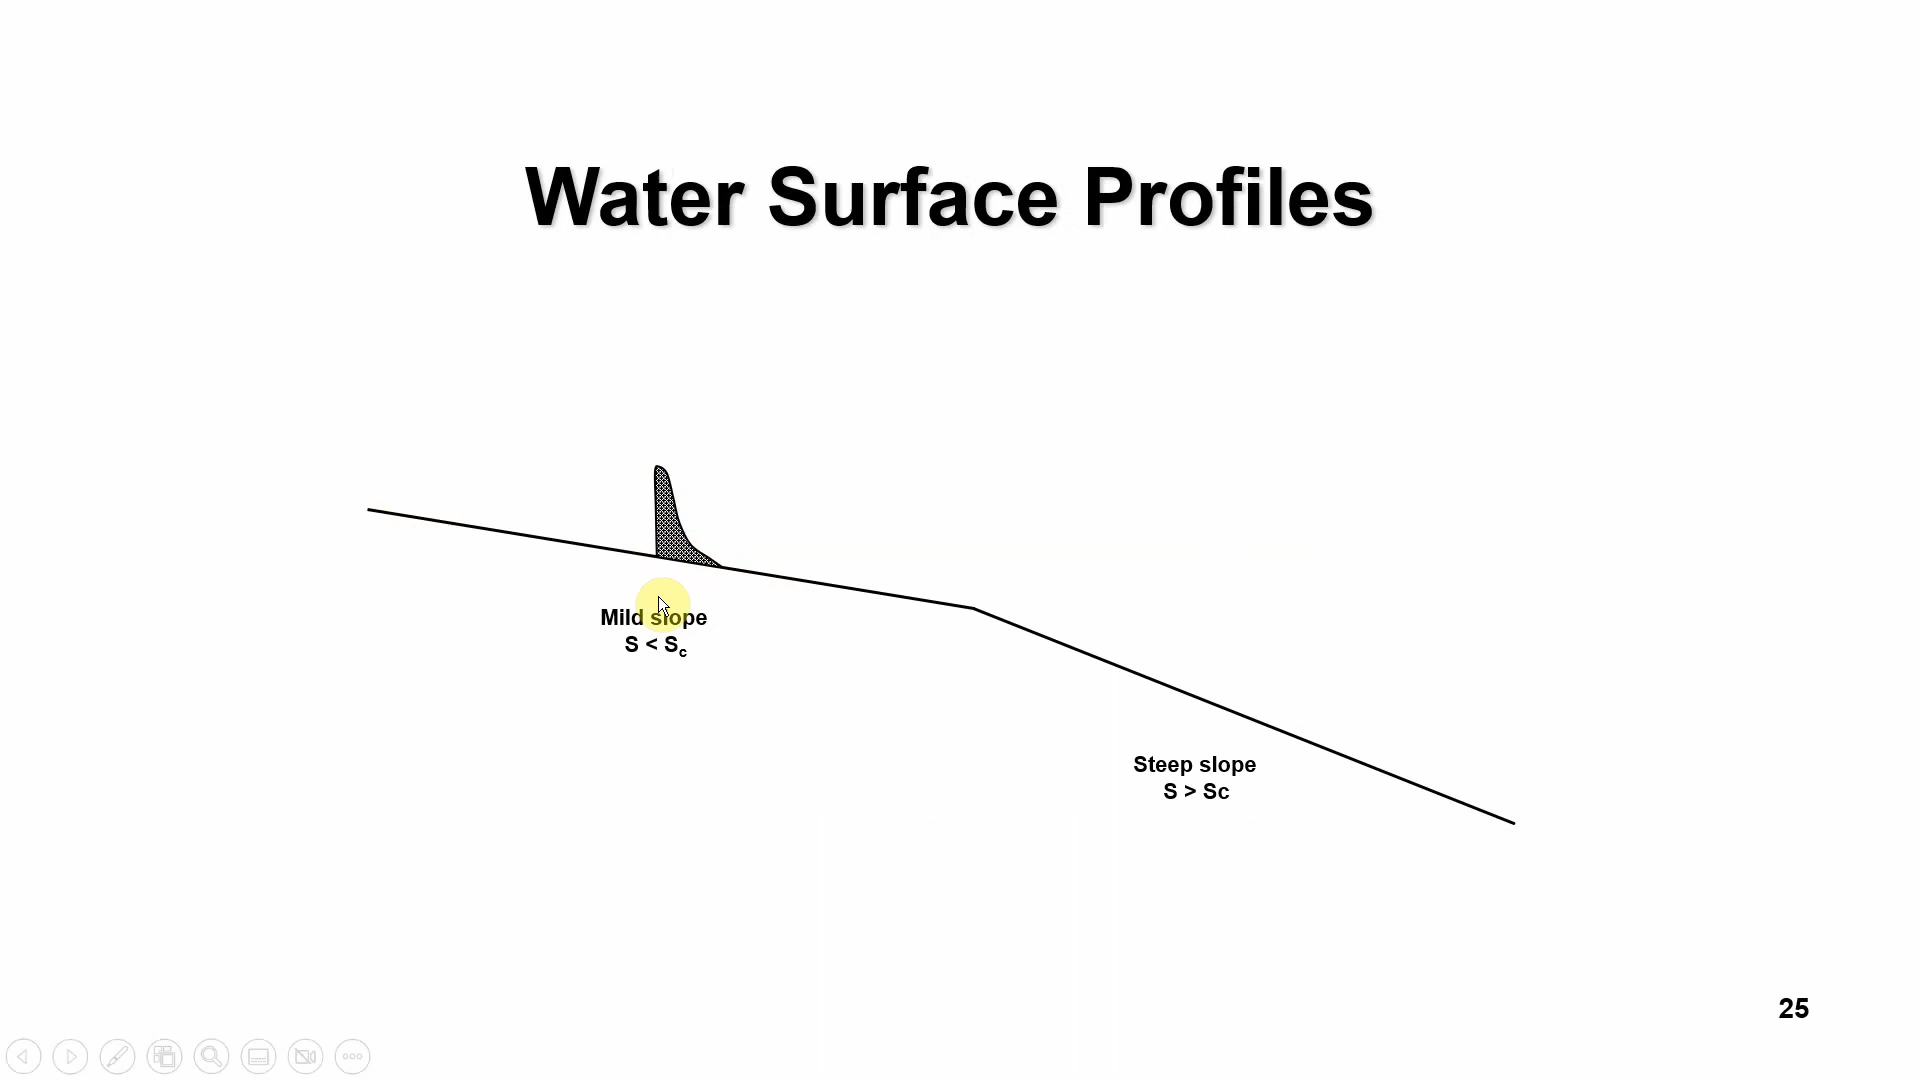 Water Surface Profiles
Mild slope
S < Sc
Steep slope
S > Sc
25